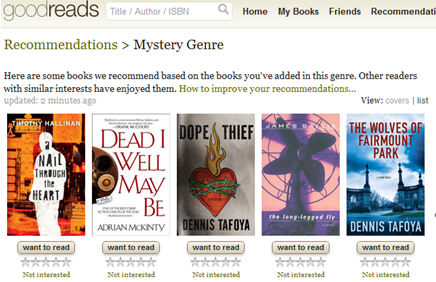 goodreads
Title / Author / ISBN
Home My Books Friends Recommendati
Recommendations > Mystery Genre
Here are some books we recommend based on the books you've added in this genre. Other readers
with similar interests have enjoyed them. How to improve your recommendations...
updated: 2 minutes ago
View: covers | list
TIMOTHY HALLINAN
A NAIL THROUGH THE HEART
DEAD I WELL MAY BE
ADRIAN McKINTY
DOPE THIEF
DENNIS TAFOYA
JAMES
the long-legged fly
THE WOLVES OF FAIRMOUNT PARK
DENNIS TAFOYA
want to read want to read want to read want to read want to read
Not interested Not interested Not interested Not interested Not interested